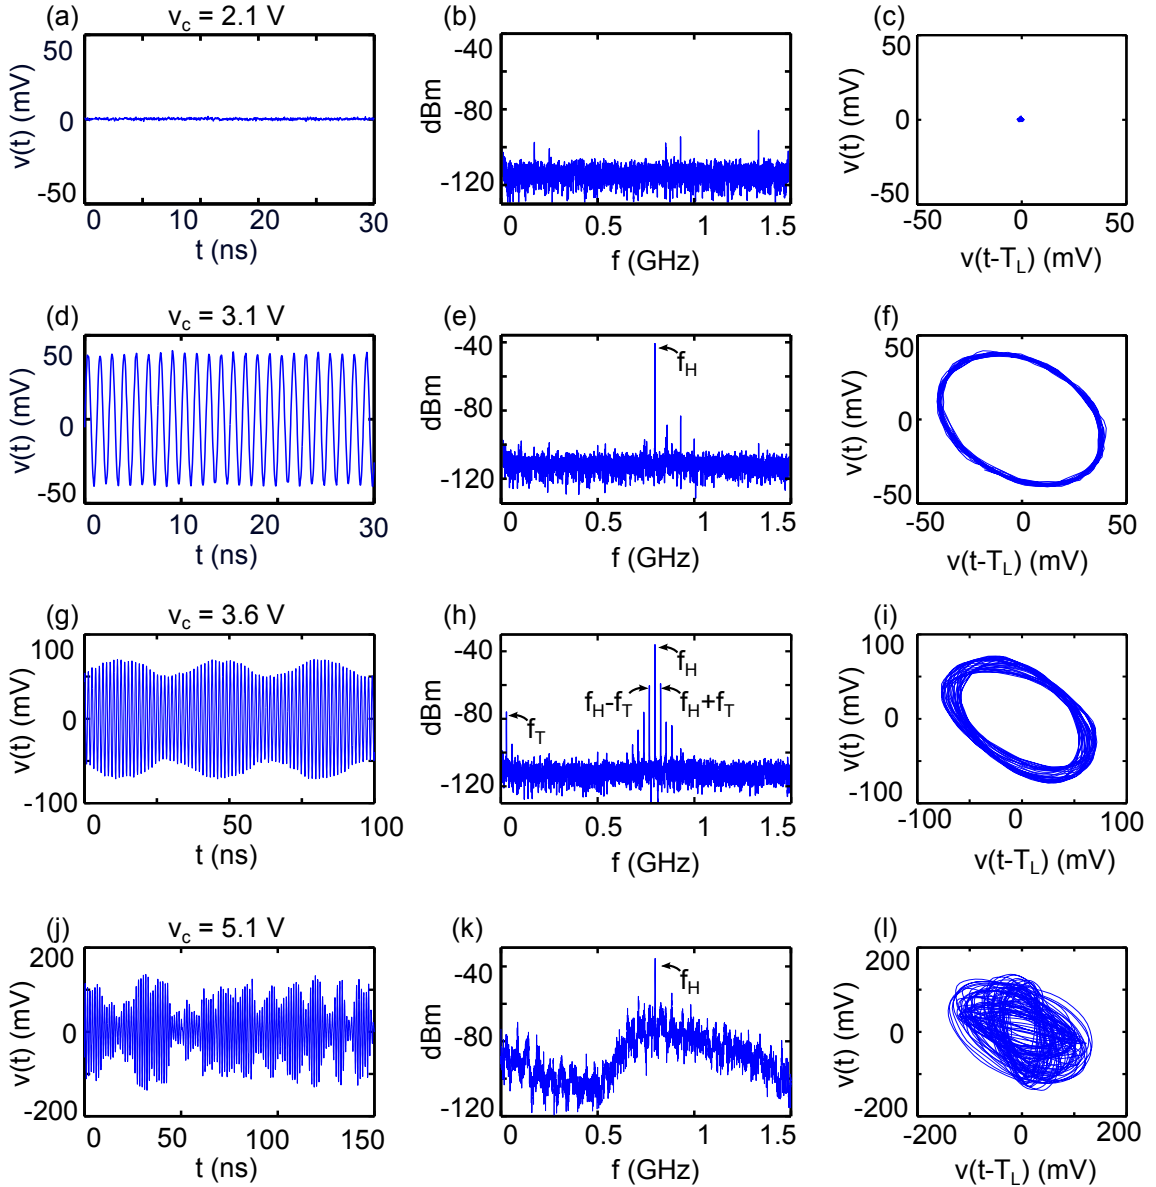 (a)
v_c = 2.1 V
(b)
(c)
50
0
-50
v(t) (mV)
0 10 20 30
t (ns)
-40
-80
-120
dBm
0 0.5 1 1.5
f (GHz)
50
0
-50
v(t) (mV)
-50 0 50
v(t-T_L) (mV)
(d)
v_c = 3.1 V
(e)
(f)
50
0
-50
v(t) (mV)
0 10 20 30
t (ns)
-40
-80
-120
dBm
f_H
0 0.5 1 1.5
f (GHz)
50
0
-50
v(t) (mV)
-50 0 50
v(t-T_L) (mV)
(g)
v_c = 3.6 V
(h)
(i)
100
0
-100
v(t) (mV)
0 50 100
t (ns)
-40
-80
-120
dBm
f_H
f_H-f_T
f_H+f_T
f_T
0 0.5 1 1.5
f (GHz)
100
0
-100
v(t) (mV)
-100 0 100
v(t-T_L) (mV)
(j)
v_c = 5.1 V
(k)
(l)
200
0
-200
v(t) (mV)
0 50 100 150
t (ns)
-40
-80
-120
dBm
f_H
0 0.5 1 1.5
f (GHz)
200
0
-200
v(t) (mV)
-200 0 200
v(t-T_L) (mV)